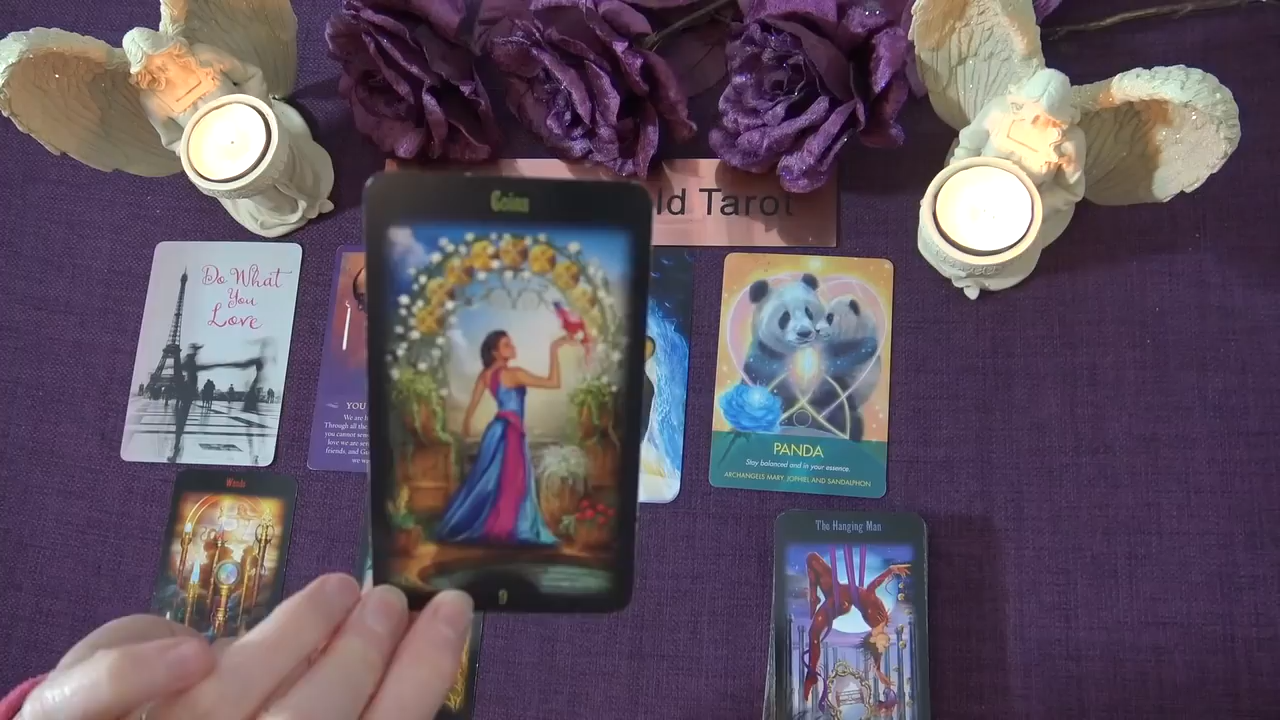 ld Tarot
Coins
Do What
You
Love
YOU
We are
Through all the
you cannot
love we are
friends, and
we
PANDA
Stay balanced and in your essence.
ARCHANGELS MARY, JOPHIEL AND SANDALPHON
Wands
The Hanging Man
9